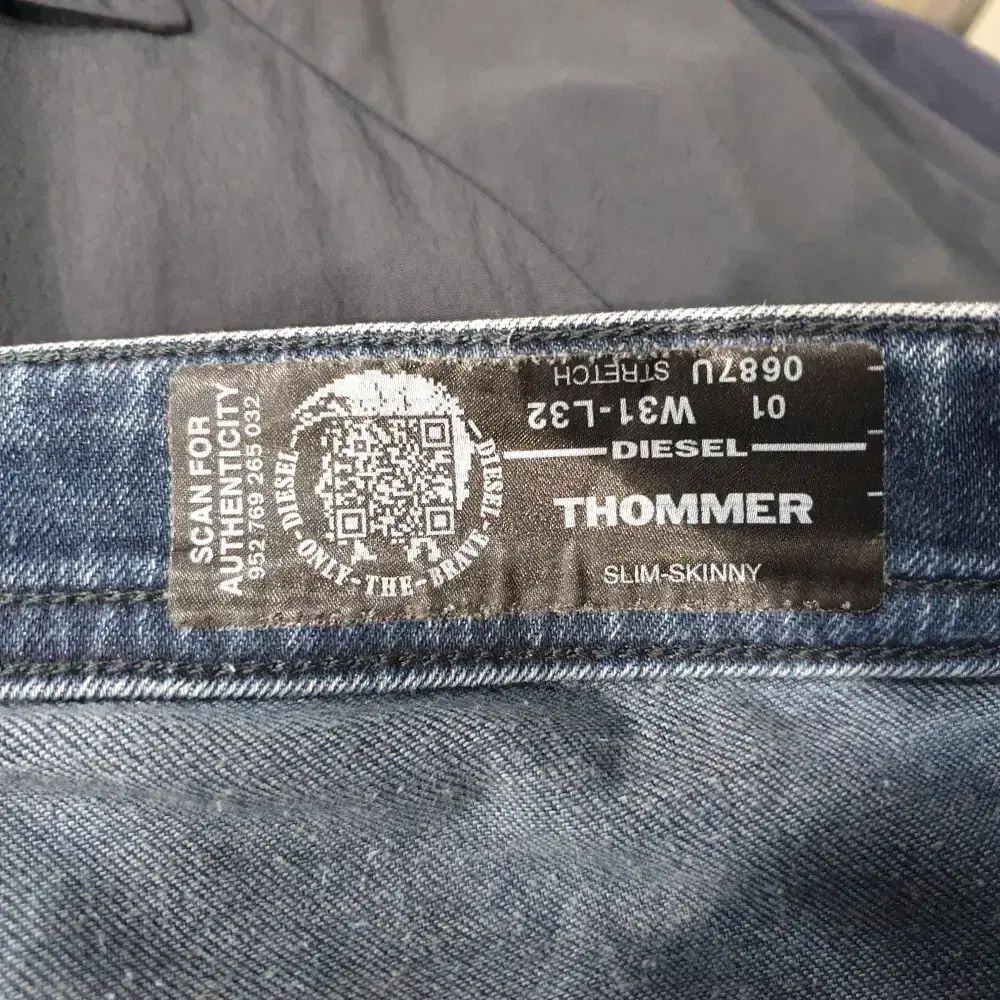 SCAN FOR
AUTHENTICITY
952 769 265 032
DIESEL-ONLY-THE-BRAVE-DIESEL-
0687U STRETCH
01 W31-L32
DIESEL
THOMMER
SLIM-SKINNY